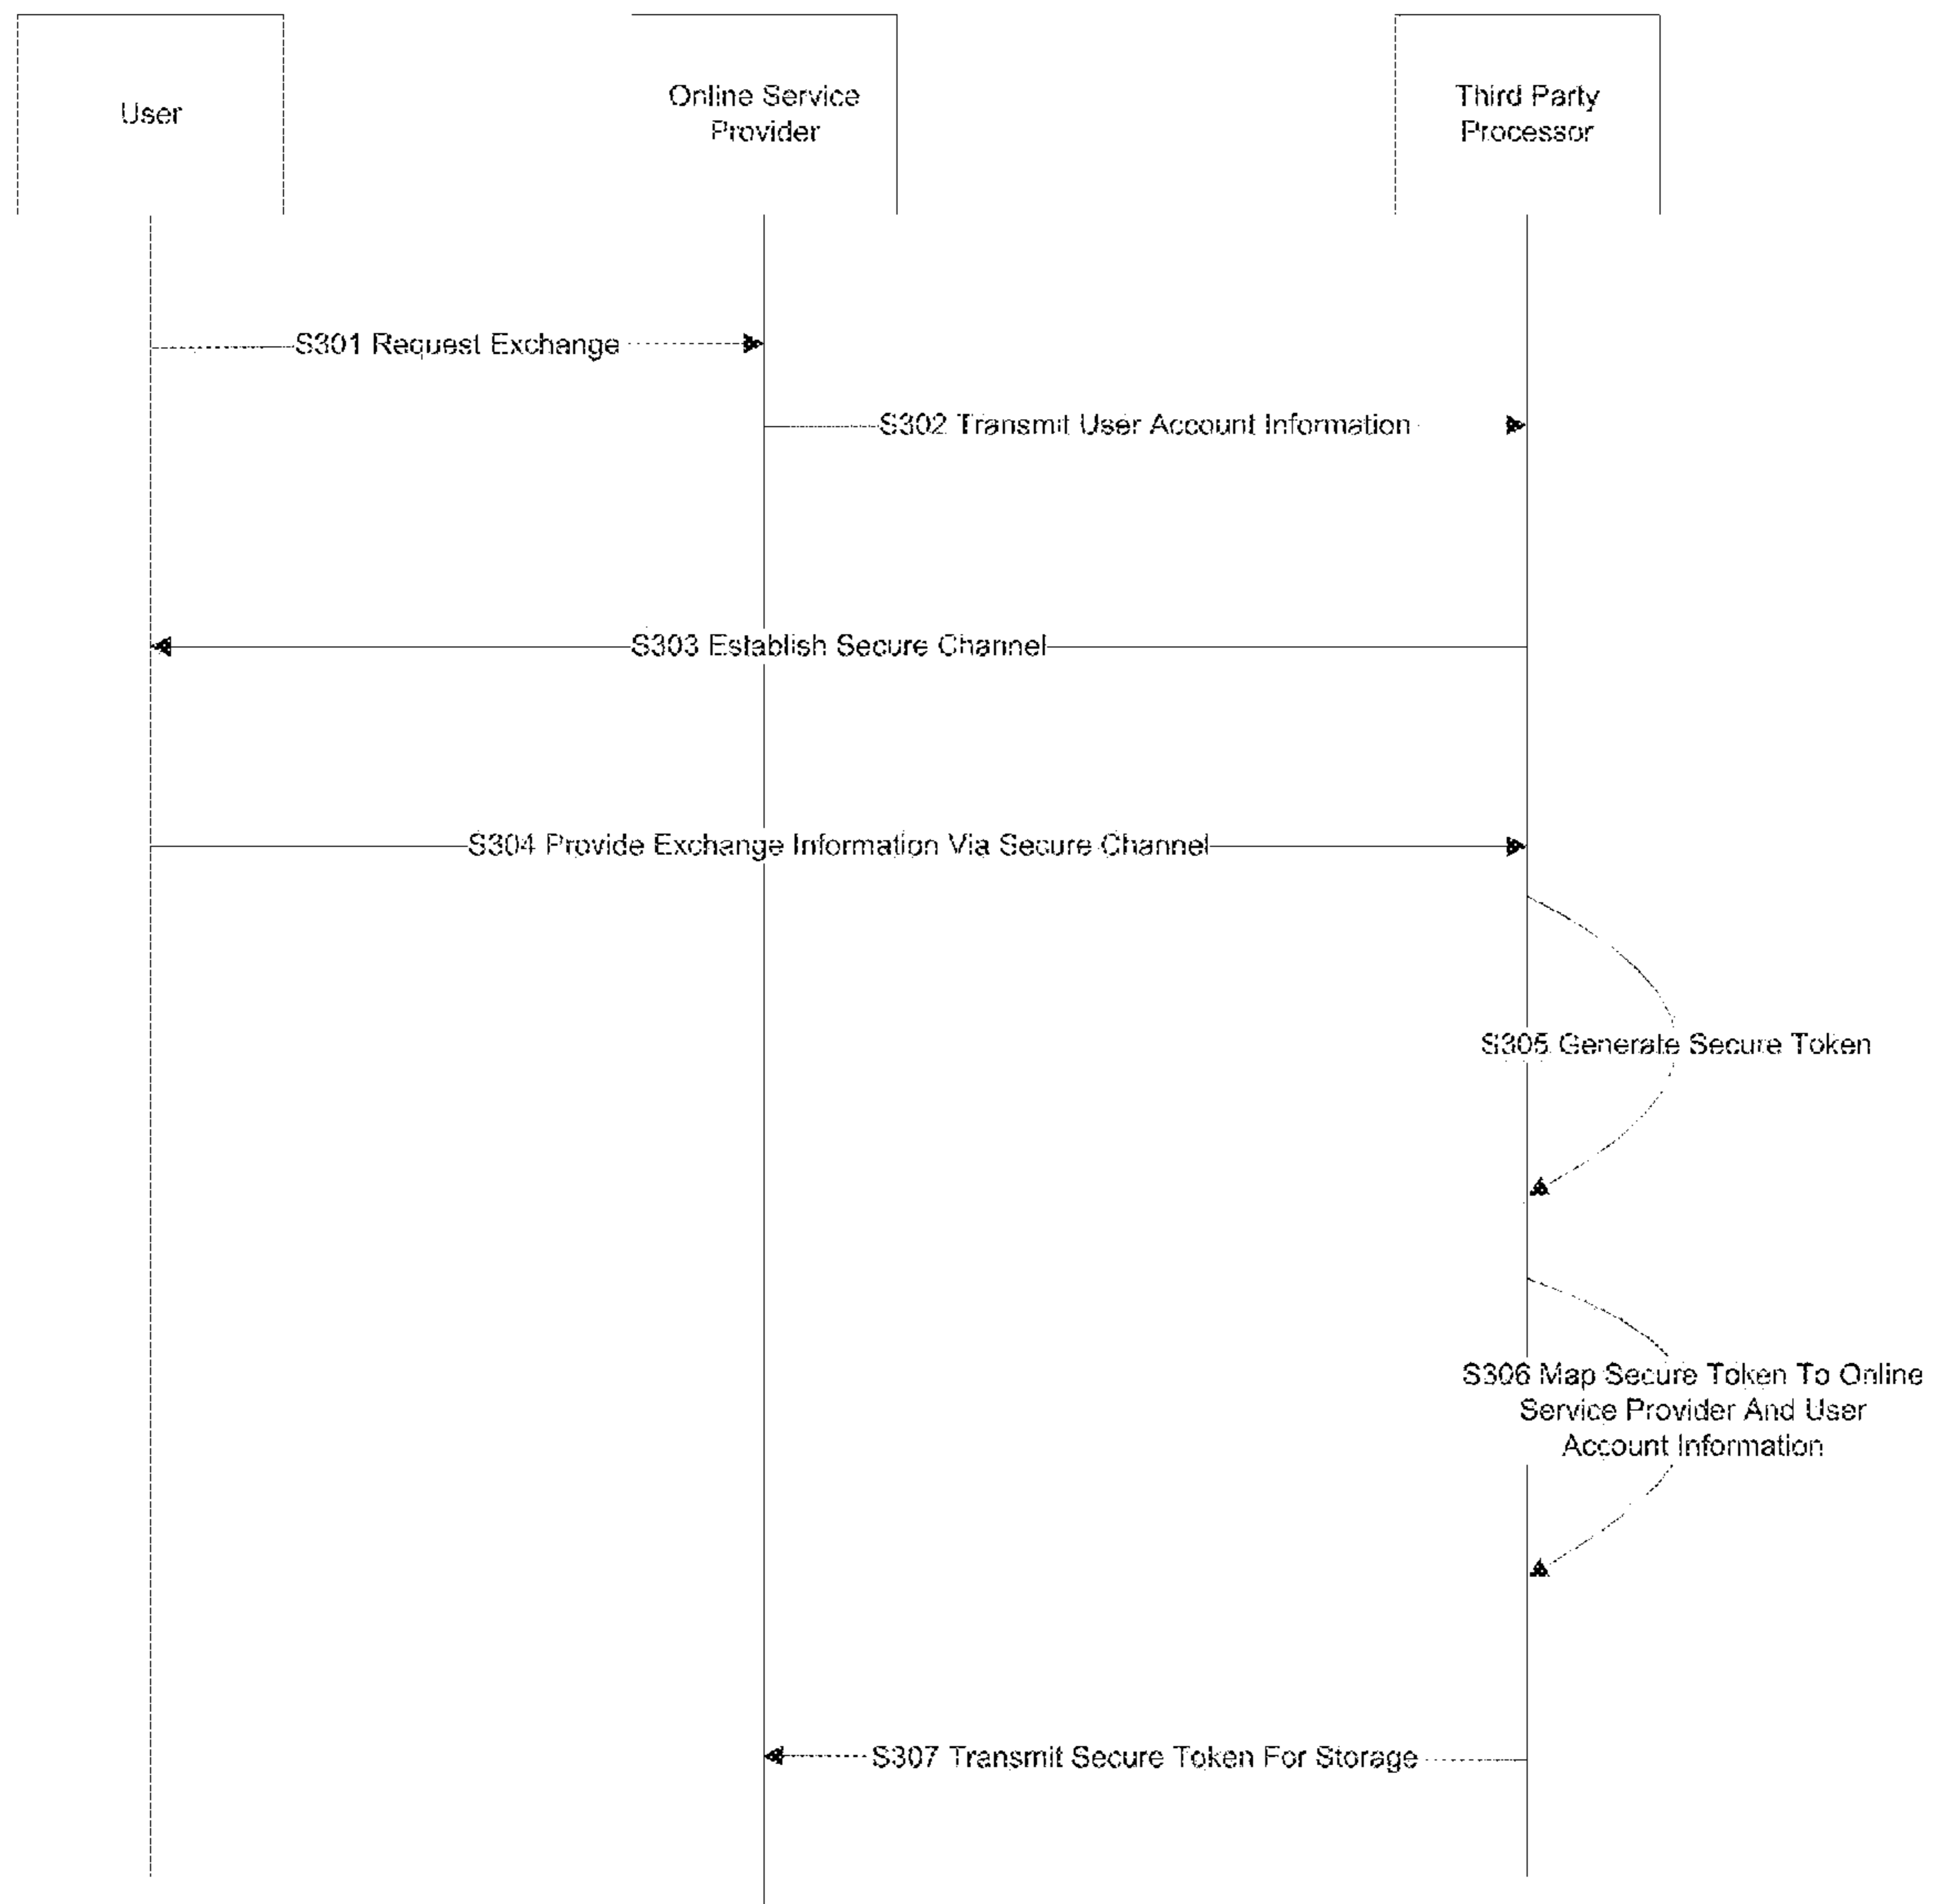 User
Online Service
Provider
Third Party
Processor
S301 Request Exchange
S302 Transmit User Account Information
S303 Establish Secure Channel
S304 Provide Exchange Information Via Secure Channel
S305 Generate Secure Token
S306 Map Secure Token To Online
Service Provider And User
Account Information
S307 Transmit Secure Token For Storage